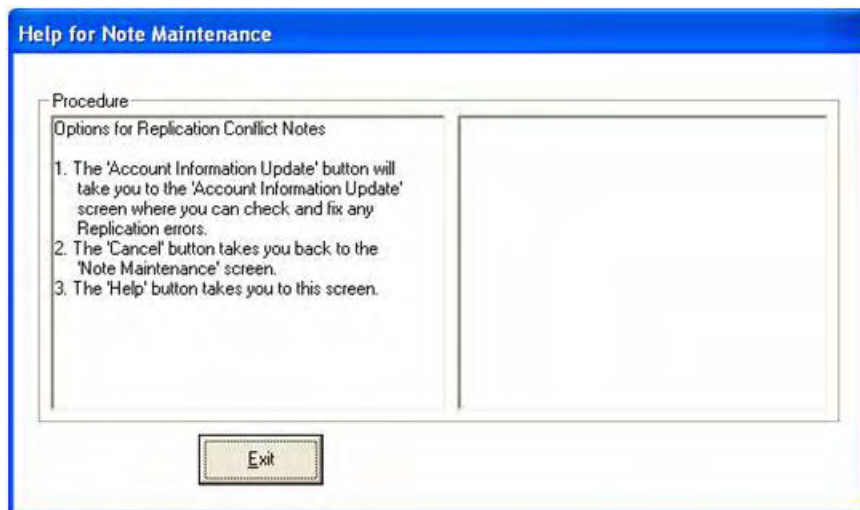 Help for Note Maintenance
Procedure
Options for Replication Conflict Notes
1. The 'Account Information Update' button will
take you to the 'Account Information Update'
screen where you can check and fix any
Replication errors.
2. The 'Cancel' button takes you back to the
'Note Maintenance' screen.
3. The 'Help' button takes you to this screen.
Exit